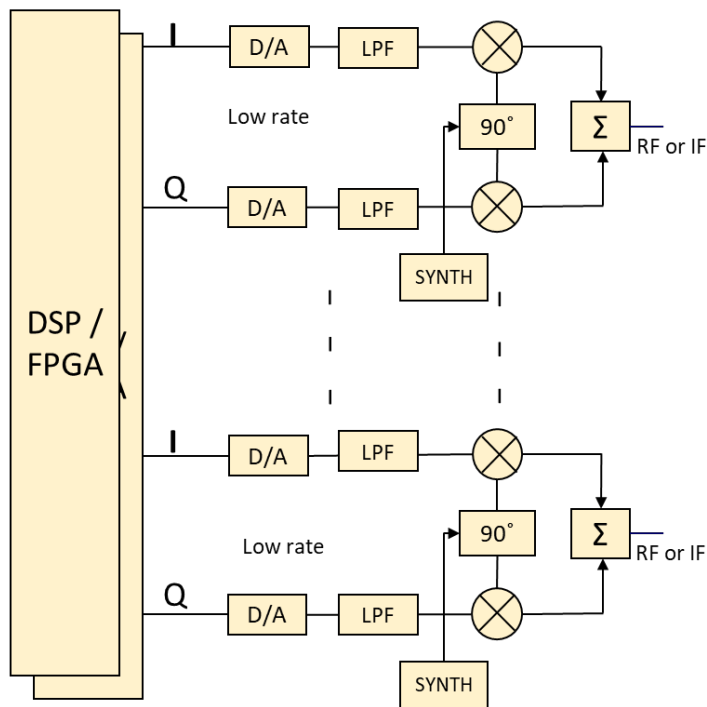 I
D/A
LPF
Low rate
90˚
Σ
RF or IF
Q
D/A
LPF
SYNTH
DSP /
FPGA
I
D/A
LPF
Low rate
90˚
Σ
RF or IF
Q
D/A
LPF
SYNTH